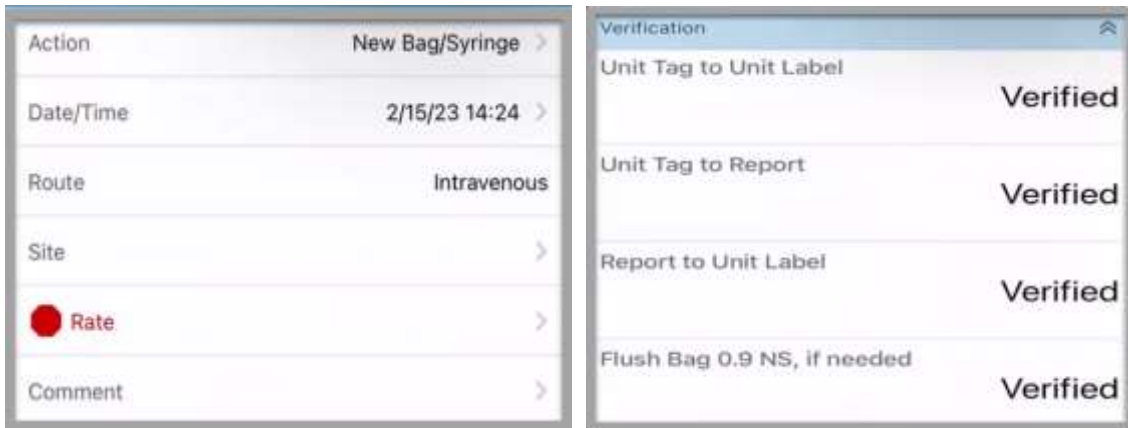 Action New Bag/Syringe
Date/Time 2/15/23 14:24
Route Intravenous
Site
Rate
Comment
Verification
Unit Tag to Unit Label
Verified
Unit Tag to Report
Verified
Report to Unit Label
Verified
Flush Bag 0.9 NS, if needed
Verified